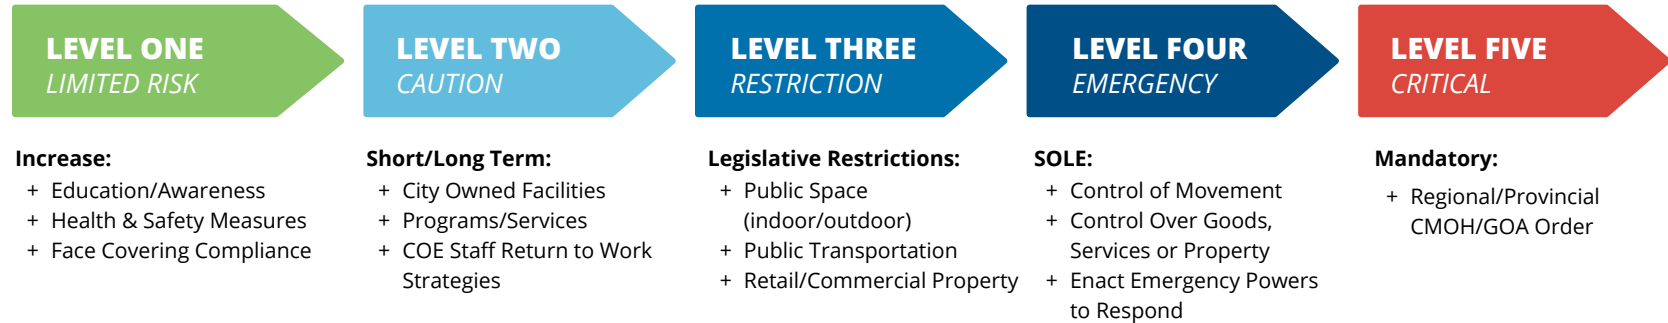 LEVEL ONE
LIMITED RISK
Increase:
+ Education/Awareness
+ Health & Safety Measures
+ Face Covering Compliance
LEVEL TWO
CAUTION
Short/Long Term:
+ City Owned Facilities
+ Programs/Services
+ COE Staff Return to Work
Strategies
LEVEL THREE
RESTRICTION
Legislative Restrictions:
+ Public Space
(indoor/outdoor)
+ Public Transportation
+ Retail/Commercial Property
LEVEL FOUR
EMERGENCY
SOLE:
+ Control of Movement
+ Control Over Goods,
Services or Property
+ Enact Emergency Powers
to Respond
LEVEL FIVE
CRITICAL
Mandatory:
+ Regional/Provincial
CMOH/GOA Order